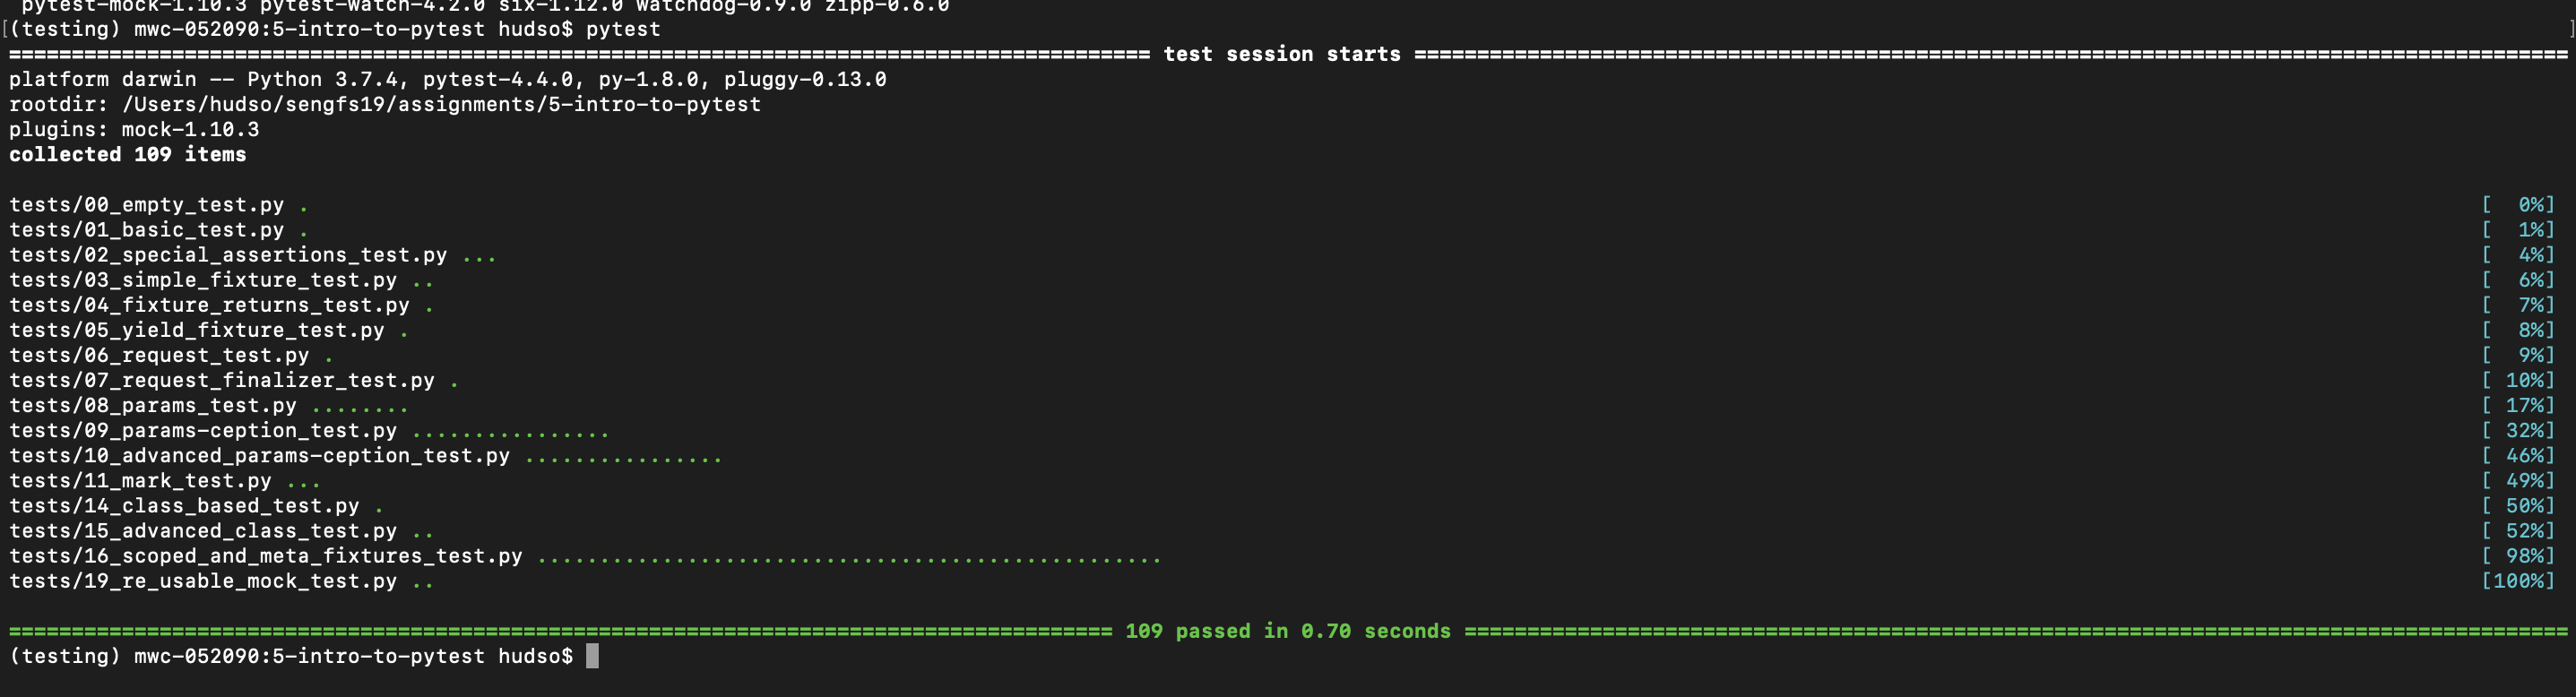 pytest-mock-1.10.3 pytest-watch-4.2.0 six-1.12.0 watchdog-0.9.0 zipp-0.6.0
[(testing) mwc-052090:5-intro-to-pytest hudso$ pytest ]
test session starts
platform darwin -- Python 3.7.4, pytest-4.4.0, py-1.8.0, pluggy-0.13.0
rootdir: /Users/hudso/sengfs19/assignments/5-intro-to-pytest
plugins: mock-1.10.3
collected 109 items
tests/00_empty_test.py . [  0%]
tests/01_basic_test.py . [  1%]
tests/02_special_assertions_test.py ... [  4%]
tests/03_simple_fixture_test.py .. [  6%]
tests/04_fixture_returns_test.py . [  7%]
tests/05_yield_fixture_test.py . [  8%]
tests/06_request_test.py . [  9%]
tests/07_request_finalizer_test.py . [ 10%]
tests/08_params_test.py ........ [ 17%]
tests/09_params-ception_test.py ................ [ 32%]
tests/10_advanced_params-ception_test.py ................ [ 46%]
tests/11_mark_test.py ... [ 49%]
tests/14_class_based_test.py . [ 50%]
tests/15_advanced_class_test.py .. [ 52%]
tests/16_scoped_and_meta_fixtures_test.py .................................................. [ 98%]
tests/19_re_usable_mock_test.py .. [100%]
109 passed in 0.70 seconds
(testing) mwc-052090:5-intro-to-pytest hudso$